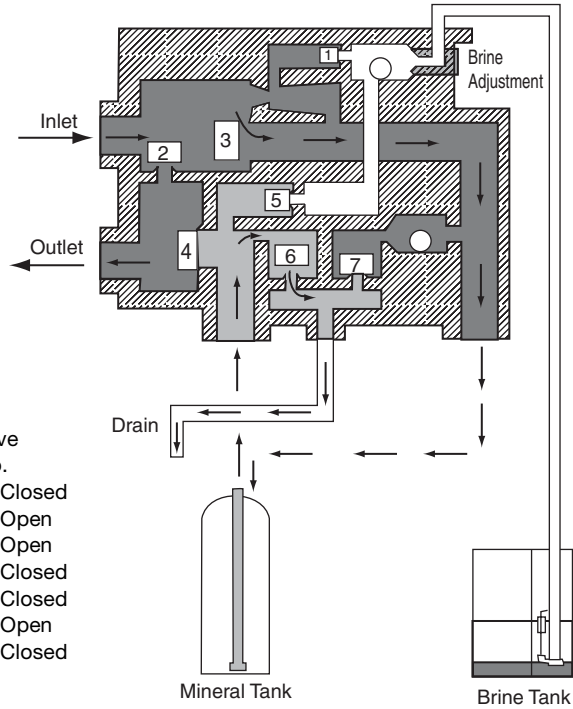 1
Brine
Adjustment
Inlet
3
2
5
Outlet
4
6
7
Drain
Closed
Open
Open
Closed
Closed
Open
Closed
Mineral Tank
Brine Tank